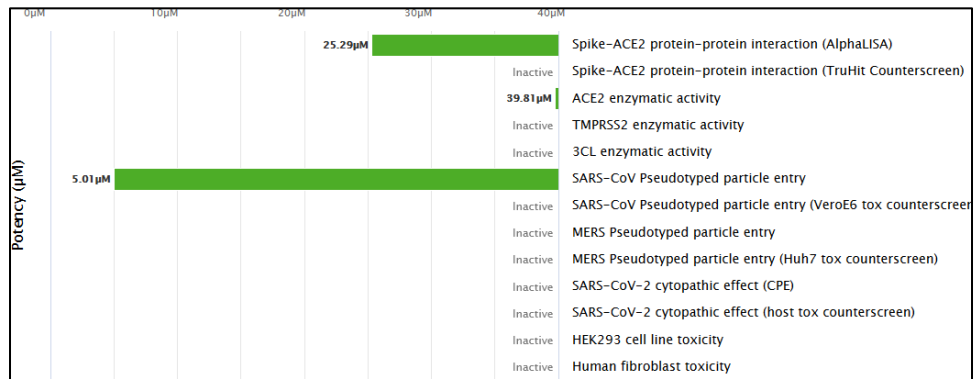 0μM 10μM 20μM 30μM 40μM
25.29μM Spike-ACE2 protein-protein interaction (AlphaLISA)
Inactive Spike-ACE2 protein-protein interaction (TruHit Counterscreen)
39.81μM ACE2 enzymatic activity
Inactive TMPRSS2 enzymatic activity
Inactive 3CL enzymatic activity
5.01μM SARS-CoV Pseudotyped particle entry
Inactive SARS-CoV Pseudotyped particle entry (VeroE6 tox counterscreen
Inactive MERS Pseudotyped particle entry
Inactive MERS Pseudotyped particle entry (Huh7 tox counterscreen)
Inactive SARS-CoV-2 cytopathic effect (CPE)
Inactive SARS-CoV-2 cytopathic effect (host tox counterscreen)
Inactive HEK293 cell line toxicity
Inactive Human fibroblast toxicity
Potency (μM)